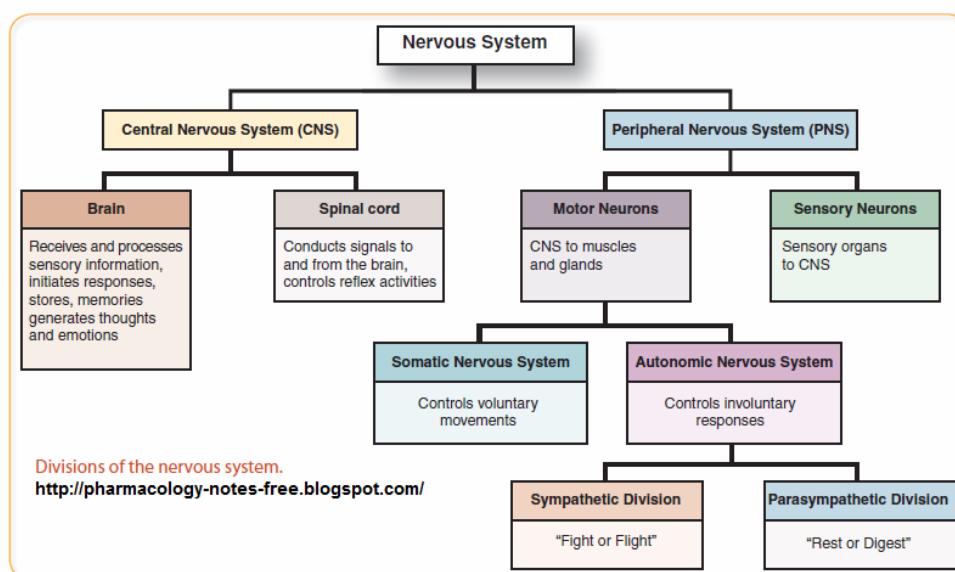 Nervous System
Central Nervous System (CNS)
Peripheral Nervous System (PNS)
Brain
Receives and processes
sensory information,
initiates responses,
stores, memories
generates thoughts
and emotions
Spinal cord
Conducts signals to
and from the brain,
controls reflex activities
Motor Neurons
CNS to muscles
and glands
Sensory Neurons
Sensory organs
to CNS
Somatic Nervous System
Controls voluntary
movements
Autonomic Nervous System
Controls involuntary
responses
Sympathetic Division
“Fight or Flight”
Parasympathetic Division
“Rest or Digest”
Divisions of the nervous system.
http://pharmacology-notes-free.blogspot.com/